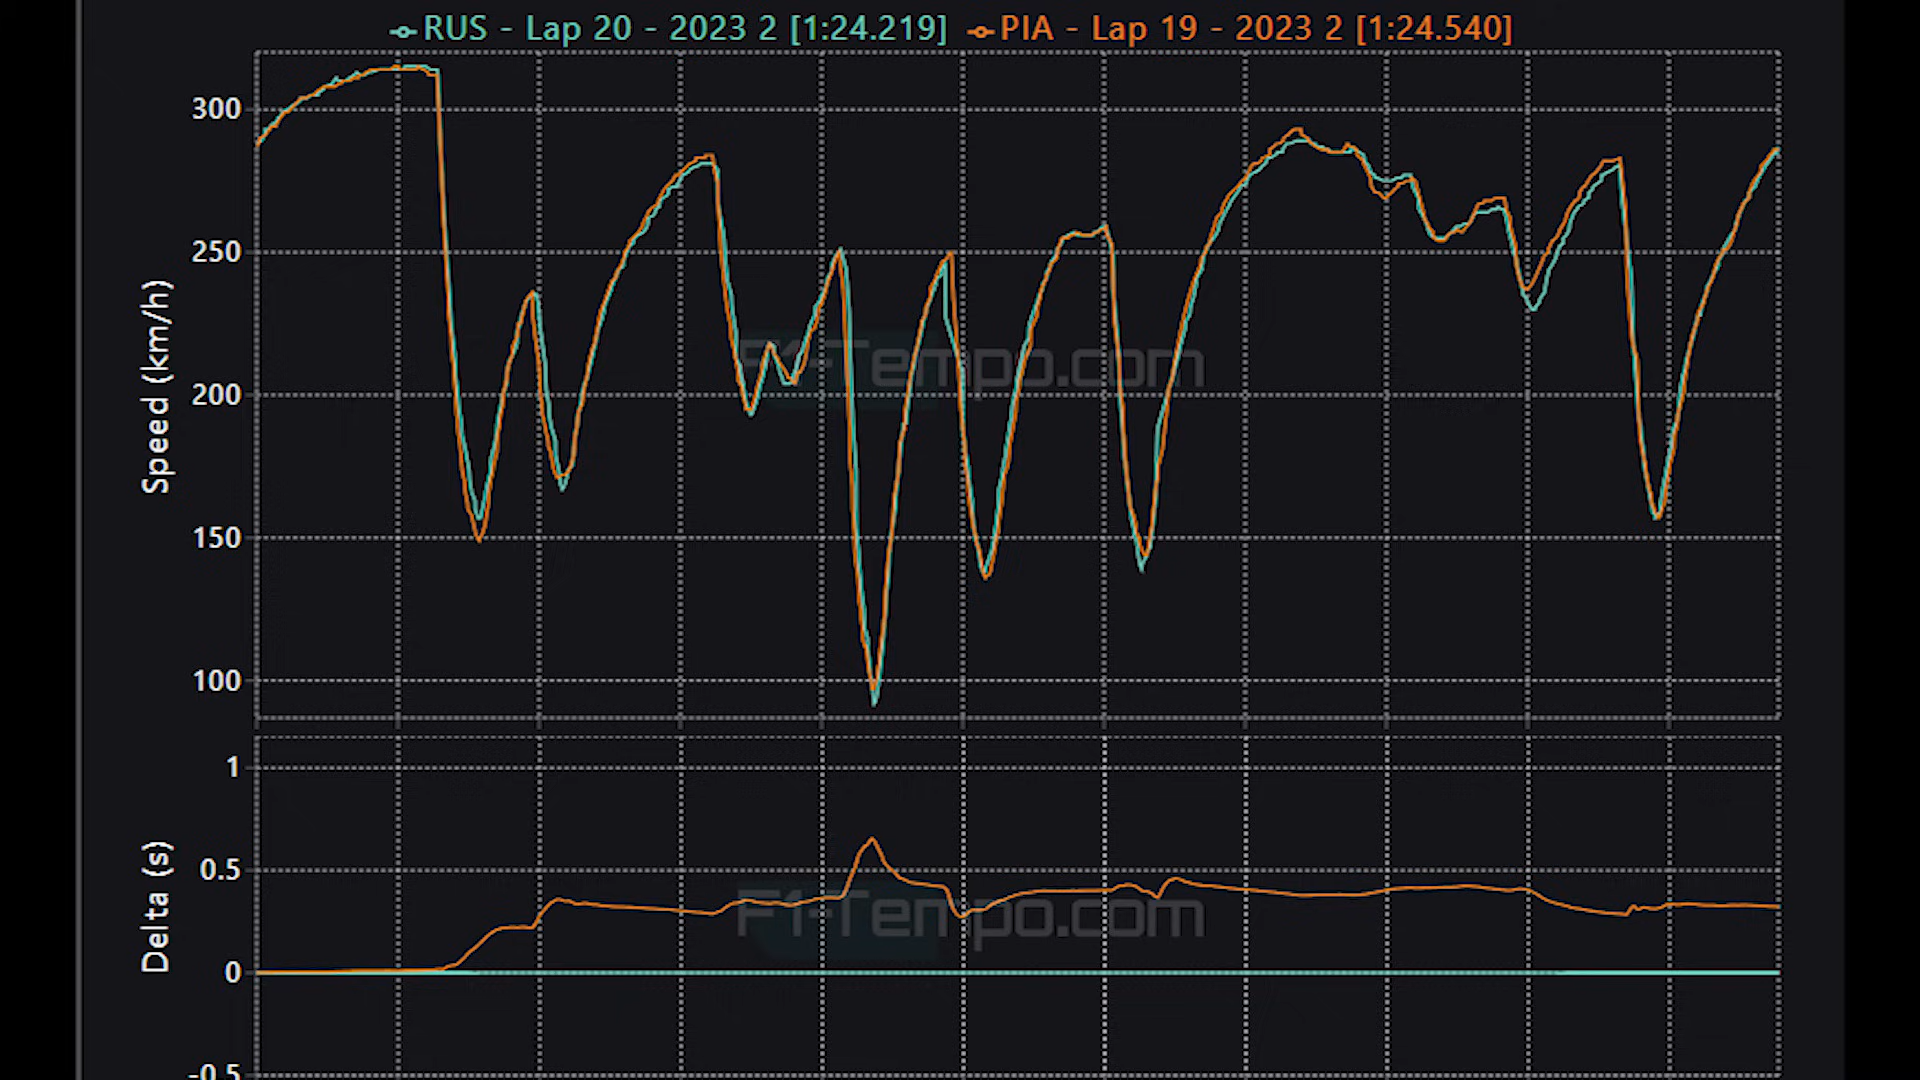 RUS - Lap 20 - 2023 2 [1:24.219] PIA - Lap 19 - 2023 2 [1:24.540]
300
250
200
150
100
Speed (km/h)
F1-Tempo.com
1
0.5
0
-0.5
Delta (s)
F1-Tempo.com